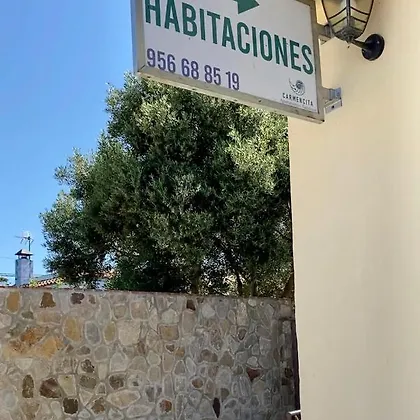 HABITACIONES
956 68 85 19
CARMENCITA